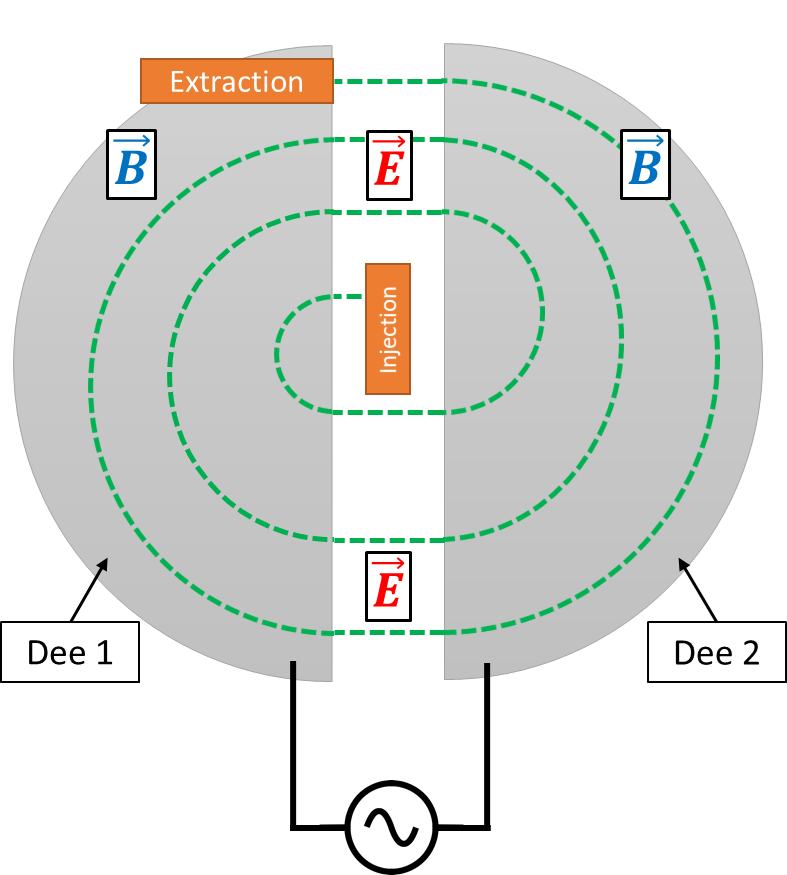 Extraction
B⃗
E⃗
B⃗
Injection
E⃗
Dee 1
Dee 2